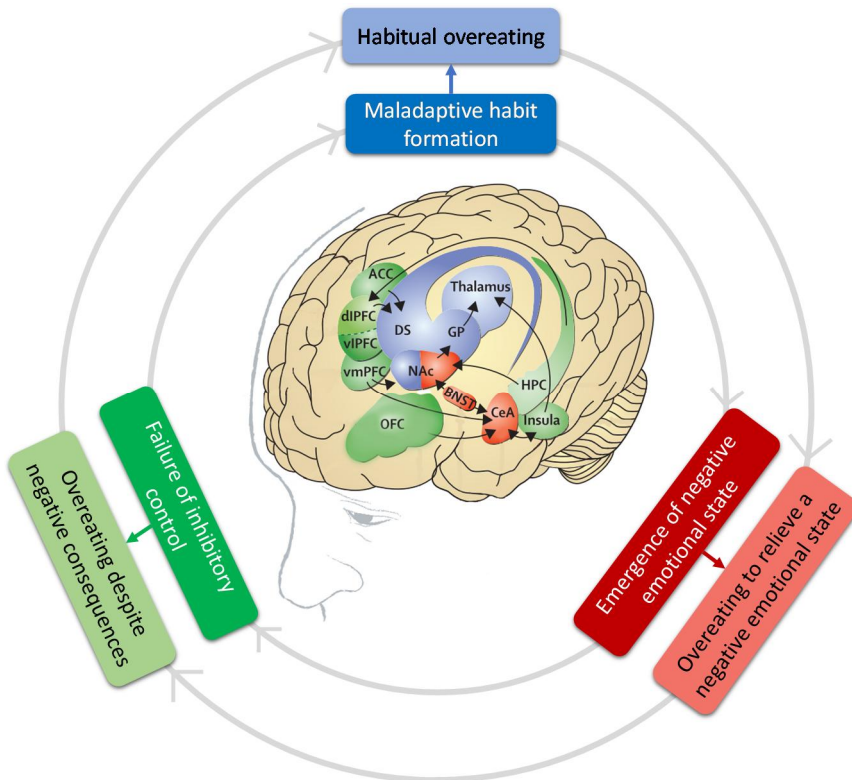 Habitual overeating
Maladaptive habit
formation
ACC
dlPFC
vlPFC
vmPFC
DS
Thalamus
GP
NAc
BNST
HPC
CeA
Insula
OFC
Failure of inhibitory
control
Overeating despite
negative consequences
Emergence of negative
emotional state
Overeating to relieve a
negative emotional state